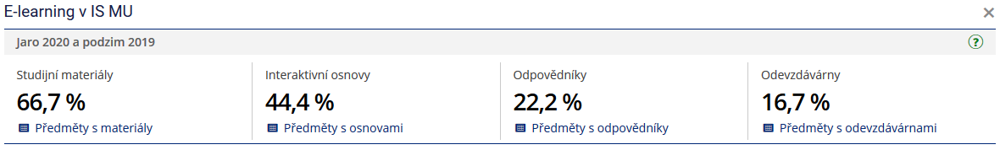 E-learning v IS MU
Jaro 2020 a podzim 2019
Studijní materiály
66,7 %
Předměty s materiály
Interaktivní osnovy
44,4 %
Předměty s osnovami
Odpovědníky
22,2 %
Předměty s odpovědníky
Odevzdávárny
16,7 %
Předměty s odevzdávárnami